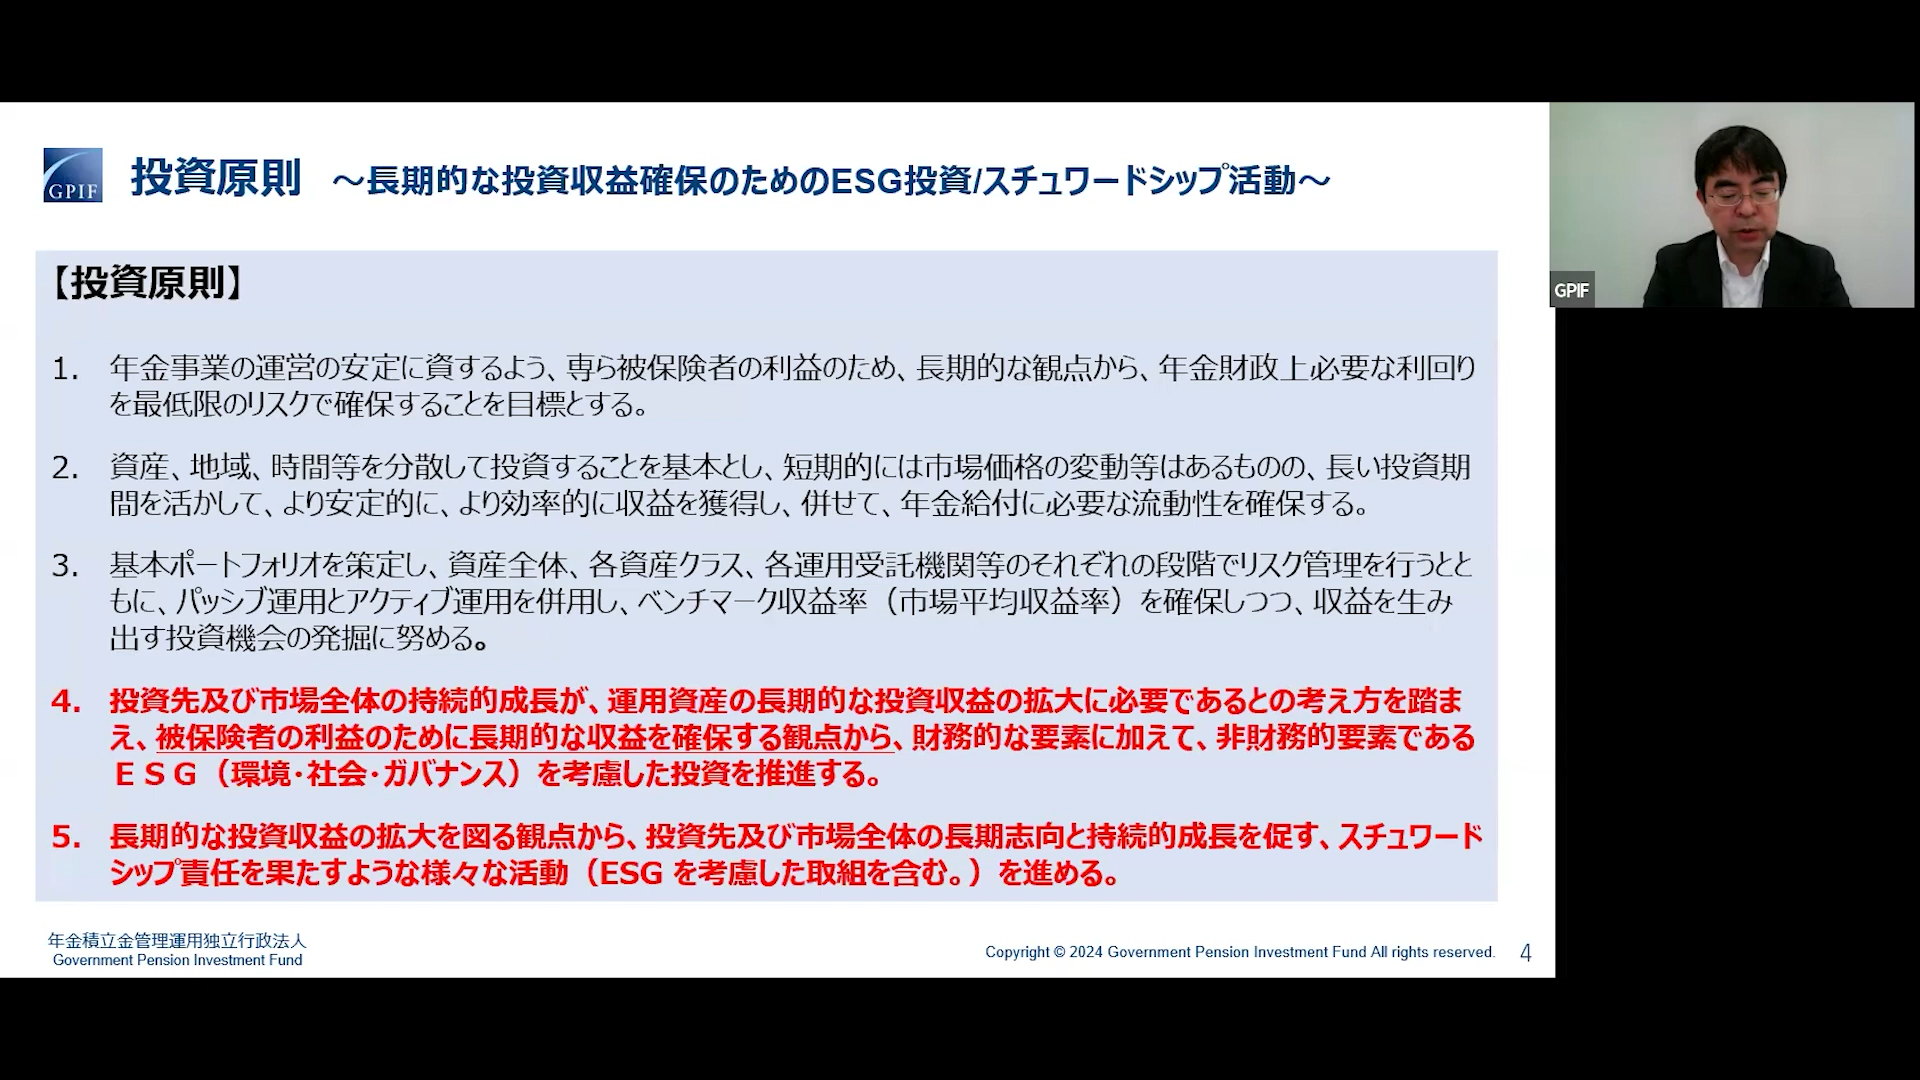 GPIF
投資原則 ～長期的な投資収益確保のためのESG投資/スチュワードシップ活動～
【投資原則】
1. 年金事業の運営の安定に資するよう、専ら被保険者の利益のため、長期的な観点から、年金財政上必要な利回り
を最低限のリスクで確保することを目標とする。
2. 資産、地域、時間等を分散して投資することを基本とし、短期的には市場価格の変動等はあるものの、長い投資期
間を活かして、より安定的に、より効率的に収益を獲得し、併せて、年金給付に必要な流動性を確保する。
3. 基本ポートフォリオを策定し、資産全体、各資産クラス、各運用受託機関等のそれぞれの段階でリスク管理を行うとと
もに、パッシブ運用とアクティブ運用を併用し、ベンチマーク収益率（市場平均収益率）を確保しつつ、収益を生み
出す投資機会の発掘に努める。
4. 投資先及び市場全体の持続的成長が、運用資産の長期的な投資収益の拡大に必要であるとの考え方を踏ま
え、被保険者の利益のために長期的な収益を確保する観点から、財務的な要素に加えて、非財務的要素である
ＥＳＧ（環境・社会・ガバナンス）を考慮した投資を推進する。
5. 長期的な投資収益の拡大を図る観点から、投資先及び市場全体の長期志向と持続的成長を促す、スチュワード
シップ責任を果たすような様々な活動（ESG を考慮した取組を含む。）を進める。
年金積立金管理運用独立行政法人
Government Pension Investment Fund
Copyright © 2024 Government Pension Investment Fund All rights reserved.
4
GPIF